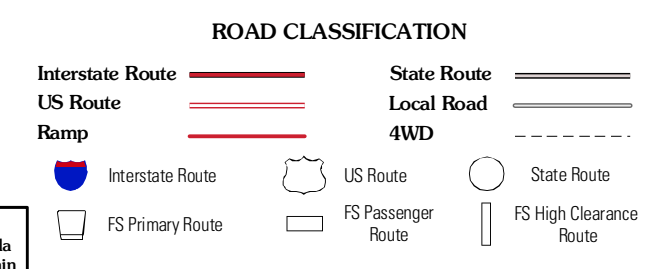 ROAD CLASSIFICATION
Interstate Route
State Route
US Route
Local Road
Ramp
4WD
Interstate Route
US Route
State Route
FS Primary Route
FS Passenger
Route
FS High Clearance
Route